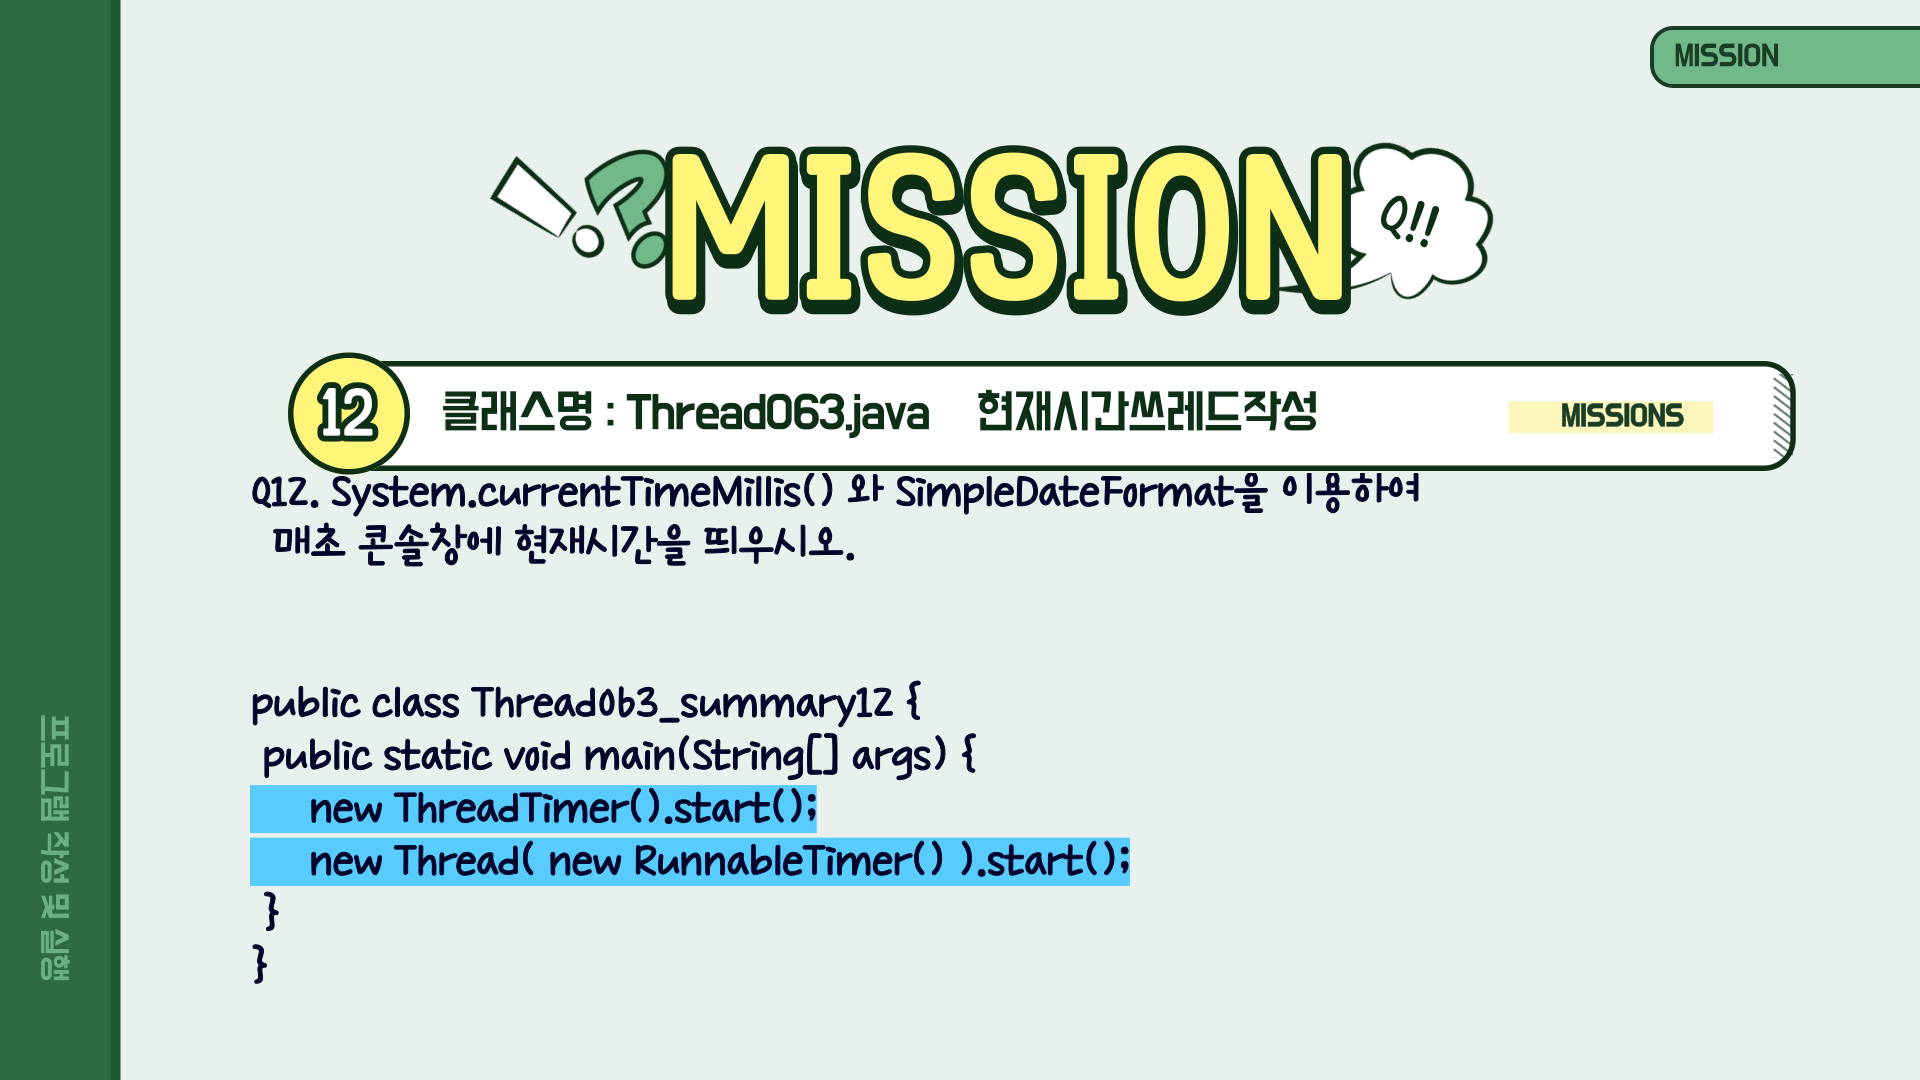 MISSION
MISSION
Q!!
12
클래스명 : Thread063.java 현재시간쓰레드작성
MISSIONS
Q12. System.currentTimeMillis() 와 SimpleDateFormat을 이용하여
매초 콘솔창에 현재시간을 띄우시오.
public class Thread063_summary12 {
public static void main(String[] args) {
new ThreadTimer().start();
new Thread( new RunnableTimer() ).start();
}
}
프로그램 작성 및 실행